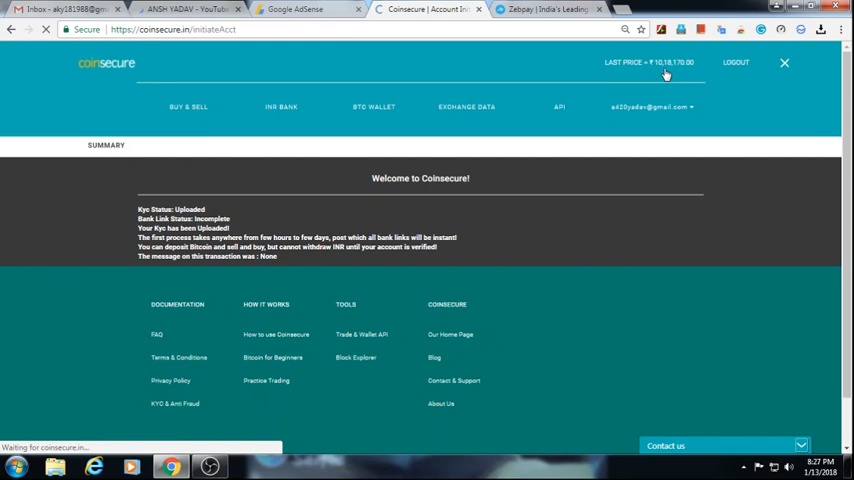 Inbox - aky181988@gm
ANSH YADAV - YouTub
Google AdSense
Coinsecure | Account Ini
Zebpay | India's Leading
Secure
https://coinsecure.in/initiateAcct
coinsecure
LAST PRICE = ₹ 10,18,170.00
LOGOUT
BUY & SELL
INR BANK
BTC WALLET
EXCHANGE DATA
API
ad20yadav@gmail.com
SUMMARY
Welcome to Coinsecure!
Kyc Status: Uploaded
Bank Link Status: Incomplete
Your Kyc has been Uploaded!
The first process takes anywhere from few hours to few days, post which all bank links will be instant!
You can deposit Bitcoin and sell and buy, but cannot withdraw INR until your account is verified!
The message on this transaction was : None
DOCUMENTATION
HOW IT WORKS
TOOLS
COINSECURE
FAQ
How to use Coinsecure
Trade & Wallet API
Our Home Page
Terms & Conditions
Bitcoin for Beginners
Block Explorer
Blog
Privacy Policy
Practice Trading
Contact & Support
KYC & Anti Fraud
About Us
Waiting for coinsecure.in...
Contact us
8:27 PM
1/13/2018